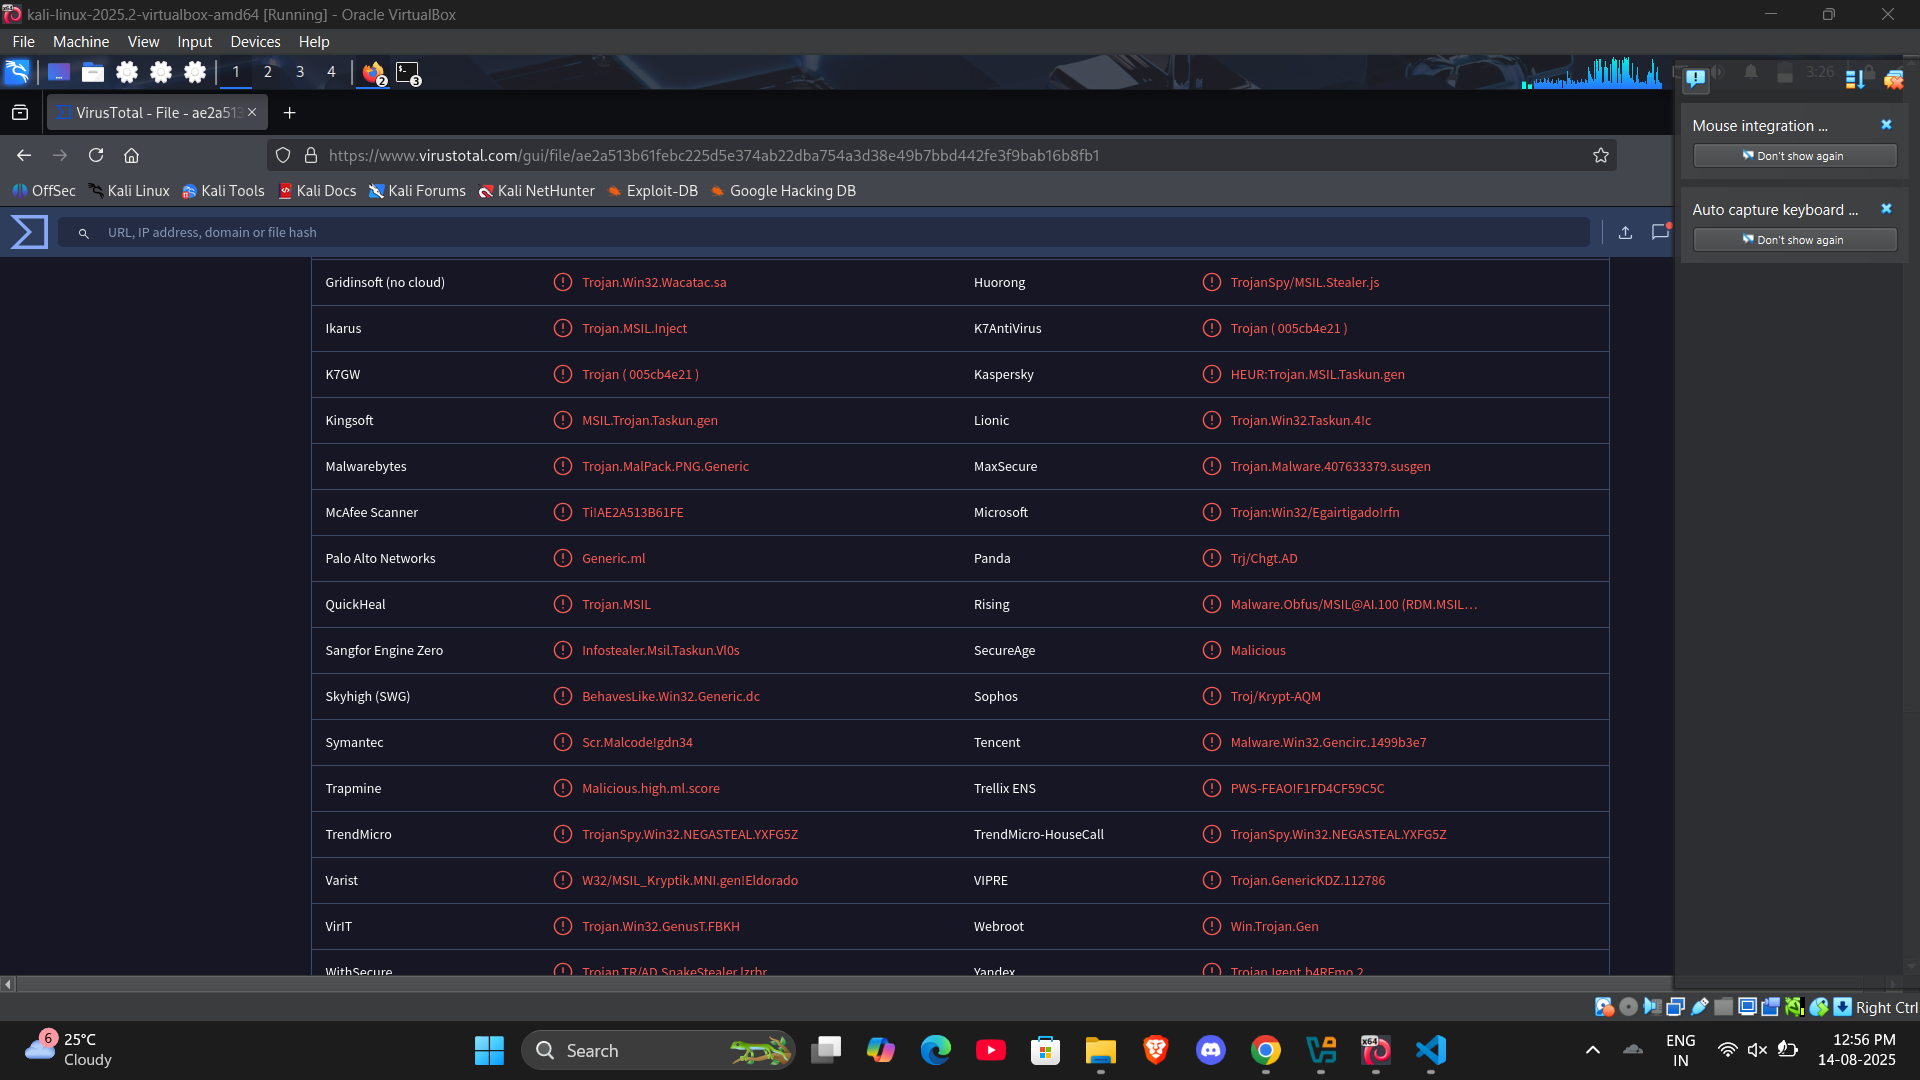 kali-linux-2025.2-virtualbox-amd64 [Running] - Oracle VirtualBox
File Machine View Input Devices Help
1 2 3 4 2 3 3:26
VirusTotal - File - ae2a513
https://www.virustotal.com/gui/file/ae2a513b61febc225d5e374ab22dba754a3d38e49b7bbd442fe3f9bab16b8fb1
OffSec Kali Linux Kali Tools Kali Docs Kali Forums Kali NetHunter Exploit-DB Google Hacking DB
URL, IP address, domain or file hash
Mouse integration ...
Don't show again
Auto capture keyboard ...
Don't show again
Gridinsoft (no cloud) Trojan.Win32.Wacatac.sa Huorong TrojanSpy/MSIL.Stealer.js
Ikarus Trojan.MSIL.Inject K7AntiVirus Trojan ( 005cb4e21 )
K7GW Trojan ( 005cb4e21 ) Kaspersky HEUR:Trojan.MSIL.Taskun.gen
Kingsoft MSIL.Trojan.Taskun.gen Lionic Trojan.Win32.Taskun.4!c
Malwarebytes Trojan.MalPack.PNG.Generic MaxSecure Trojan.Malware.407633379.susgen
McAfee Scanner Ti!AE2A513B61FE Microsoft Trojan:Win32/Egairtigado!rfn
Palo Alto Networks Generic.ml Panda Trj/Chgt.AD
QuickHeal Trojan.MSIL Rising Malware.Obfus/MSIL@AI.100 (RDM.MSIL...
Sangfor Engine Zero Infostealer.Msil.Taskun.Vl0s SecureAge Malicious
Skyhigh (SWG) BehavesLike.Win32.Generic.dc Sophos Troj/Krypt-AQM
Symantec Scr.Malcode!gdn34 Tencent Malware.Win32.Gencirc.1499b3e7
Trapmine Malicious.high.ml.score Trellix ENS PWS-FEAO!F1FD4CF59C5C
TrendMicro TrojanSpy.Win32.NEGASTEAL.YXFG5Z TrendMicro-HouseCall TrojanSpy.Win32.NEGASTEAL.YXFG5Z
Varist W32/MSIL_Kryptik.MNI.gen!Eldorado VIPRE Trojan.GenericKDZ.112786
VirIT Trojan.Win32.GenusT.FBKH Webroot Win.Trojan.Gen
WithSecure Trojan.TR/AD.SnakeStealer.lzrbr Yandex Trojan.Igent.b4RFmo.2
Right Ctrl
6 25°C
Cloudy
Search
ENG
IN
12:56 PM
14-08-2025